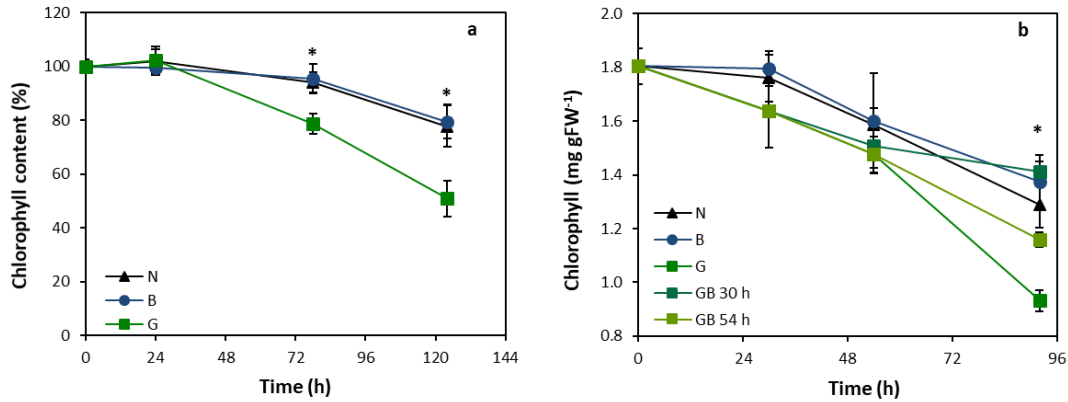 a
Chlorophyll content (%)
120
100
80
60
40
20
0
*
*
N
B
G
0 24 48 72 96 120 144
Time (h)
b
Chlorophyll (mg gFW⁻¹)
2.0
1.8
1.6
1.4
1.2
1.0
0.8
*
N
B
G
GB 30 h
GB 54 h
0 24 48 72 96
Time (h)